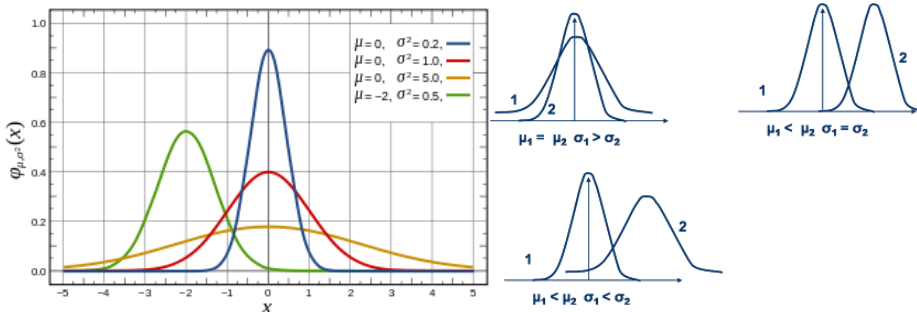 1.0
0.8
0.6
0.4
0.2
0.0
φμ,σ²(x)
−5 −4 −3 −2 −1 0 1 2 3 4 5
x
μ= 0, σ²= 0.2,
μ= 0, σ²= 1.0,
μ= 0, σ²= 5.0,
μ= −2, σ²= 0.5,
1
2
μ₁ = μ₂ σ₁ > σ₂
1
2
μ₁ < μ₂ σ₁ = σ₂
1
2
μ₁ < μ₂ σ₁ < σ₂